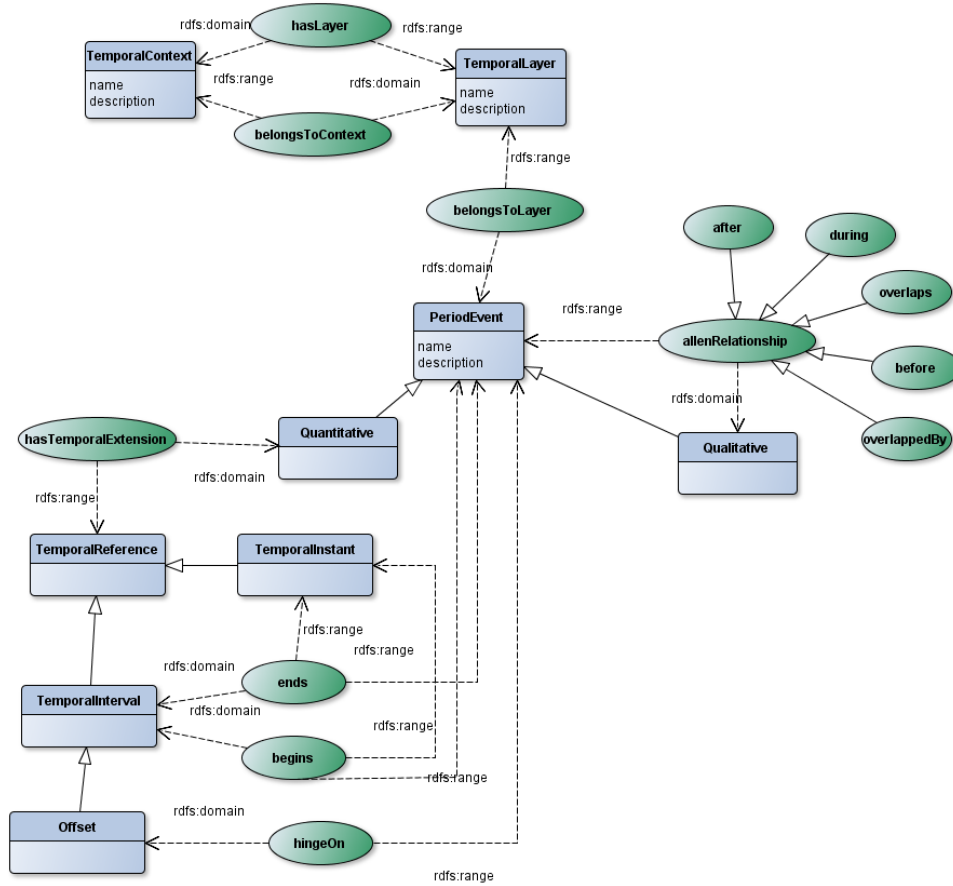 rdfs:domain
hasLayer
rdfs:range
TemporalContext
name
description
rdfs:range
rdfs:domain
TemporalLayer
name
description
belongsToContext
rdfs:range
belongsToLayer
rdfs:domain
after
during
overlaps
rdfs:range
PeriodEvent
name
description
allenRelationship
before
rdfs:domain
overlappedBy
hasTemporalExtension
Quantitative
Qualitative
rdfs:domain
rdfs:range
TemporalReference
TemporalInstant
rdfs:range
rdfs:range
rdfs:domain
ends
TemporalInterval
rdfs:domain
rdfs:range
begins
rdfs:range
rdfs:domain
Offset
hingeOn
rdfs:range